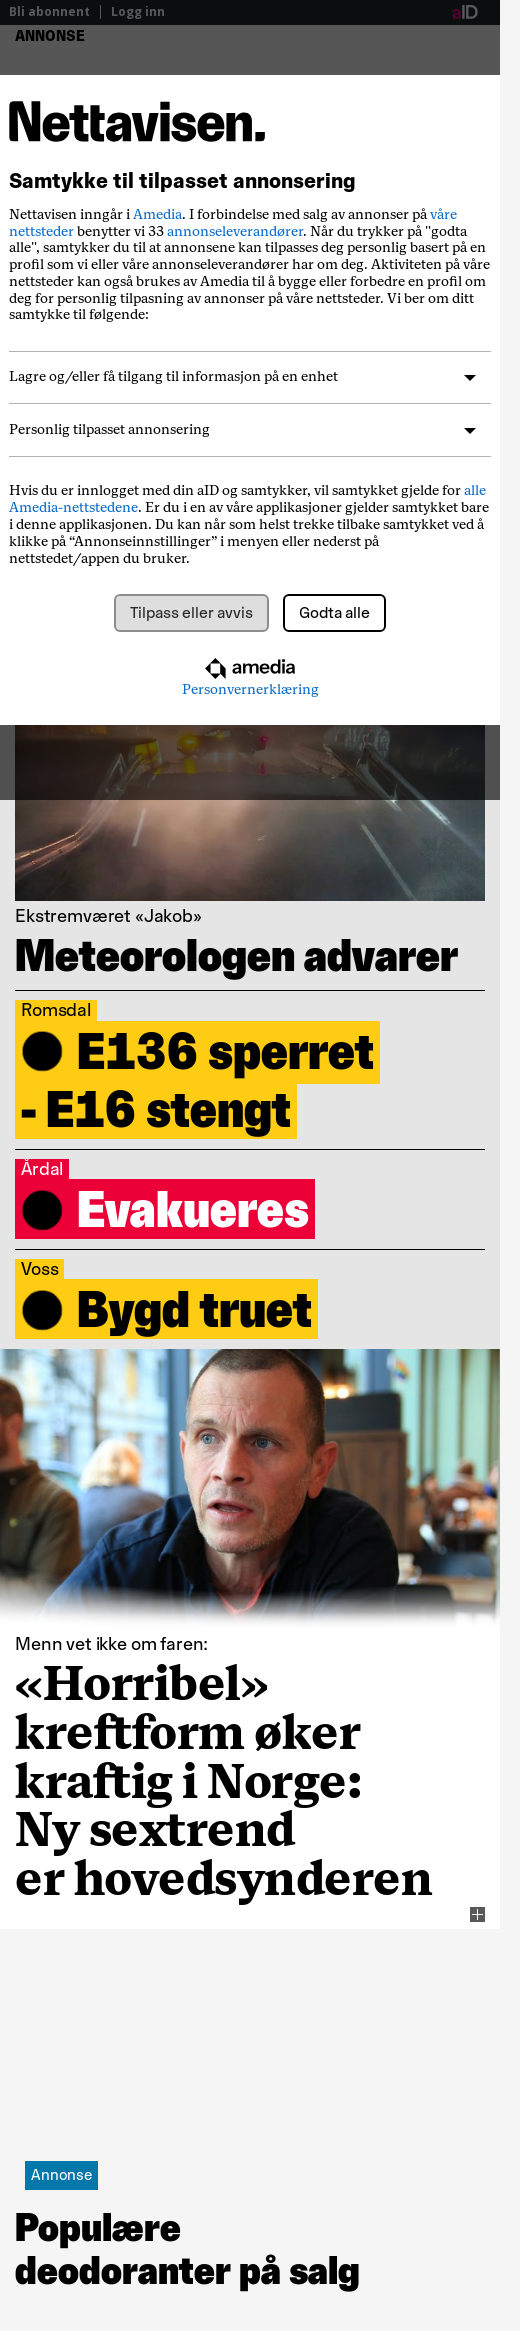 Bli abonnent
Logg inn
aID
ANNONSE
Nettavisen.
Samtykke til tilpasset annonsering
Nettavisen inngår i Amedia. I forbindelse med salg av annonser på våre
nettsteder benytter vi 33 annonseleverandører. Når du trykker på "godta
alle", samtykker du til at annonsene kan tilpasses deg personlig basert på en
profil som vi eller våre annonseleverandører har om deg. Aktiviteten på våre
nettsteder kan også brukes av Amedia til å bygge eller forbedre en profil om
deg for personlig tilpasning av annonser på våre nettsteder. Vi ber om ditt
samtykke til følgende:
Lagre og/eller få tilgang til informasjon på en enhet
Personlig tilpasset annonsering
Hvis du er innlogget med din aID og samtykker, vil samtykket gjelde for alle
Amedia-nettstedene. Er du i en av våre applikasjoner gjelder samtykket bare
i denne applikasjonen. Du kan når som helst trekke tilbake samtykket ved å
klikke på “Annonseinnstillinger” i menyen eller nederst på
nettstedet/appen du bruker.
Tilpass eller avvis
Godta alle
amedia
Personvernerklæring
Ekstremværet «Jakob»
Meteorologen advarer
Romsdal
E136 sperret
- E16 stengt
Årdal
Evakueres
Voss
Bygd truet
Menn vet ikke om faren:
«Horribel»
kreftform øker
kraftig i Norge:
Ny sextrend
er hovedsynderen
Annonse
Populære
deodoranter på salg